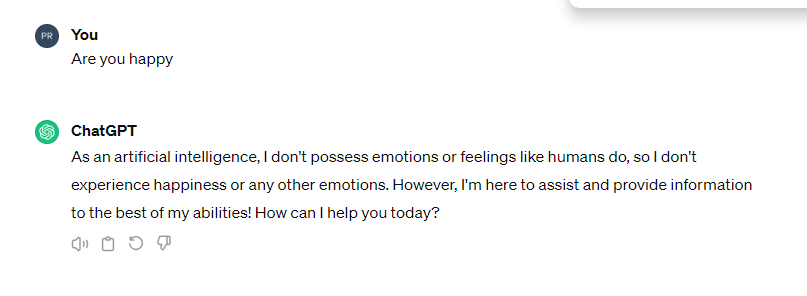 PR You
Are you happy
ChatGPT
As an artificial intelligence, I don't possess emotions or feelings like humans do, so I don't
experience happiness or any other emotions. However, I'm here to assist and provide information
to the best of my abilities! How can I help you today?